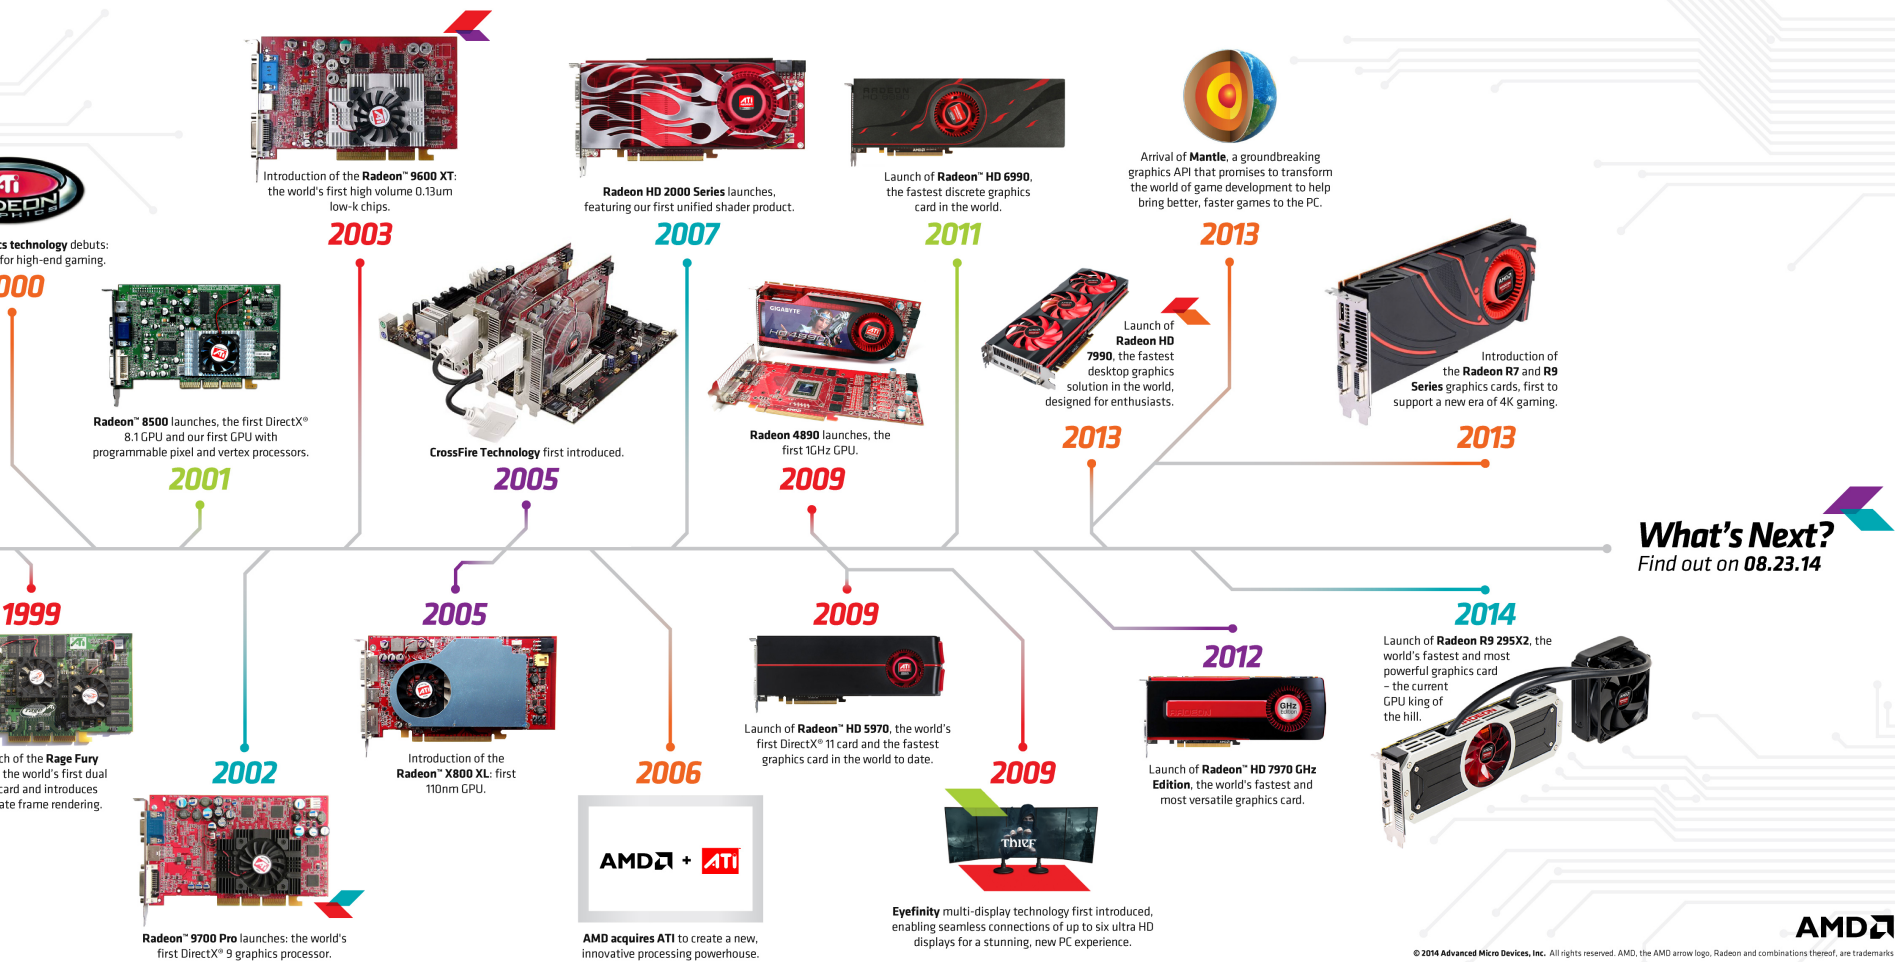 ATi
DEON
GRAPHICS
cs technology debuts:
for high-end gaming.
000
Radeon™ 8500 launches, the first DirectX®
8.1 GPU and our first GPU with
programmable pixel and vertex processors.
2001
Introduction of the Radeon™ 9600 XT:
the world's first high volume 0.13um
low-k chips.
2003
CrossFire Technology first introduced.
2005
Radeon HD 2000 Series launches,
featuring our first unified shader product.
2007
GIGABYTE
HD 4890
ATI
Radeon 4890 launches, the
first 1GHz GPU.
2009
Launch of Radeon™ HD 6990,
the fastest discrete graphics
card in the world.
2011
Launch of
Radeon HD
7990, the fastest
desktop graphics
solution in the world,
designed for enthusiasts.
2013
Arrival of Mantle, a groundbreaking
graphics API that promises to transform
the world of game development to help
bring better, faster games to the PC.
2013
Introduction of
the Radeon R7 and R9
Series graphics cards, first to
support a new era of 4K gaming.
2013
What's Next?
Find out on 08.23.14
1999
ch of the Rage Fury
the world's first dual
card and introduces
ate frame rendering.
2002
Radeon™ 9700 Pro launches: the world's
first DirectX® 9 graphics processor.
2005
Introduction of the
Radeon™ X800 XL: first
110nm GPU.
2006
AMD + ATi
AMD acquires ATI to create a new,
innovative processing powerhouse.
2009
Launch of Radeon™ HD 5970, the world's
first DirectX® 11 card and the fastest
graphics card in the world to date.
2009
THIEF
Eyefinity multi-display technology first introduced,
enabling seamless connections of up to six ultra HD
displays for a stunning, new PC experience.
2012
RADEON
GHz
Edition
Launch of Radeon™ HD 7970 GHz
Edition, the world's fastest and
most versatile graphics card.
2014
Launch of Radeon R9 295X2, the
world's fastest and most
powerful graphics card
– the current
GPU king of
the hill.
RADEON
AMD
© 2014 Advanced Micro Devices, Inc. All rights reserved. AMD, the AMD arrow logo, Radeon and combinations thereof, are trademarks